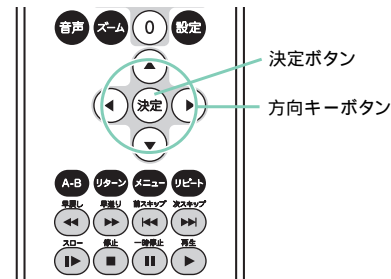 音声 ズーム 0 設定
決定ボタン
決定
方向キーボタン
A-B リターン メニュー リピート
早戻し 早送り 前スキップ 次スキップ
スロー 停止 一時停止 再生